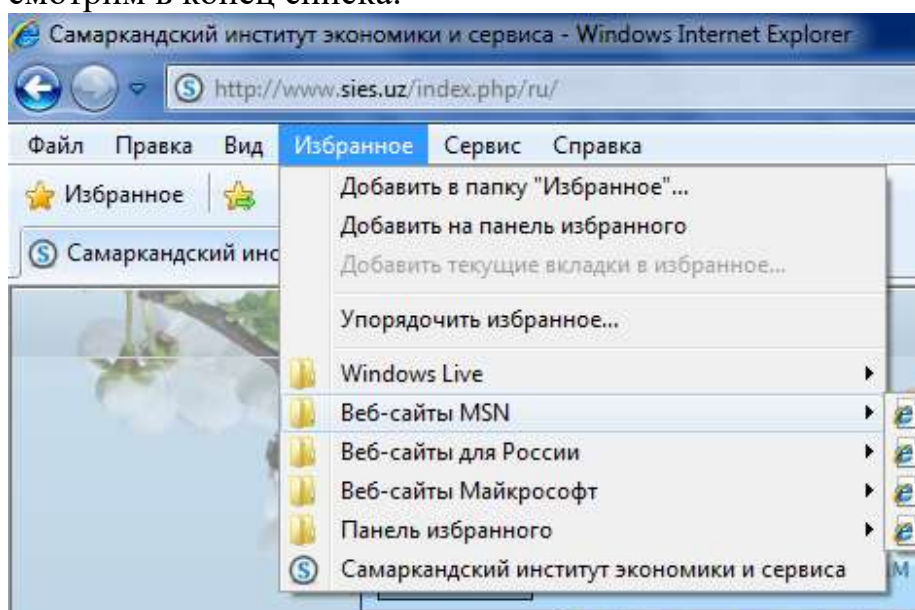 смотрим в конец списка.
Самаркандский институт экономики и сервиса - Windows Internet Explorer
http://www.sies.uz/index.php/ru/
Файл Правка Вид Избранное Сервис Справка
Избранное
Добавить в папку "Избранное"...
Добавить на панель избранного
Самаркандский инс
Добавить текущие вкладки в избранное...
Упорядочить избранное...
Windows Live
Веб-сайты MSN
Веб-сайты для России
Веб-сайты Майкрософт
Панель избранного
Самаркандский институт экономики и сервиса